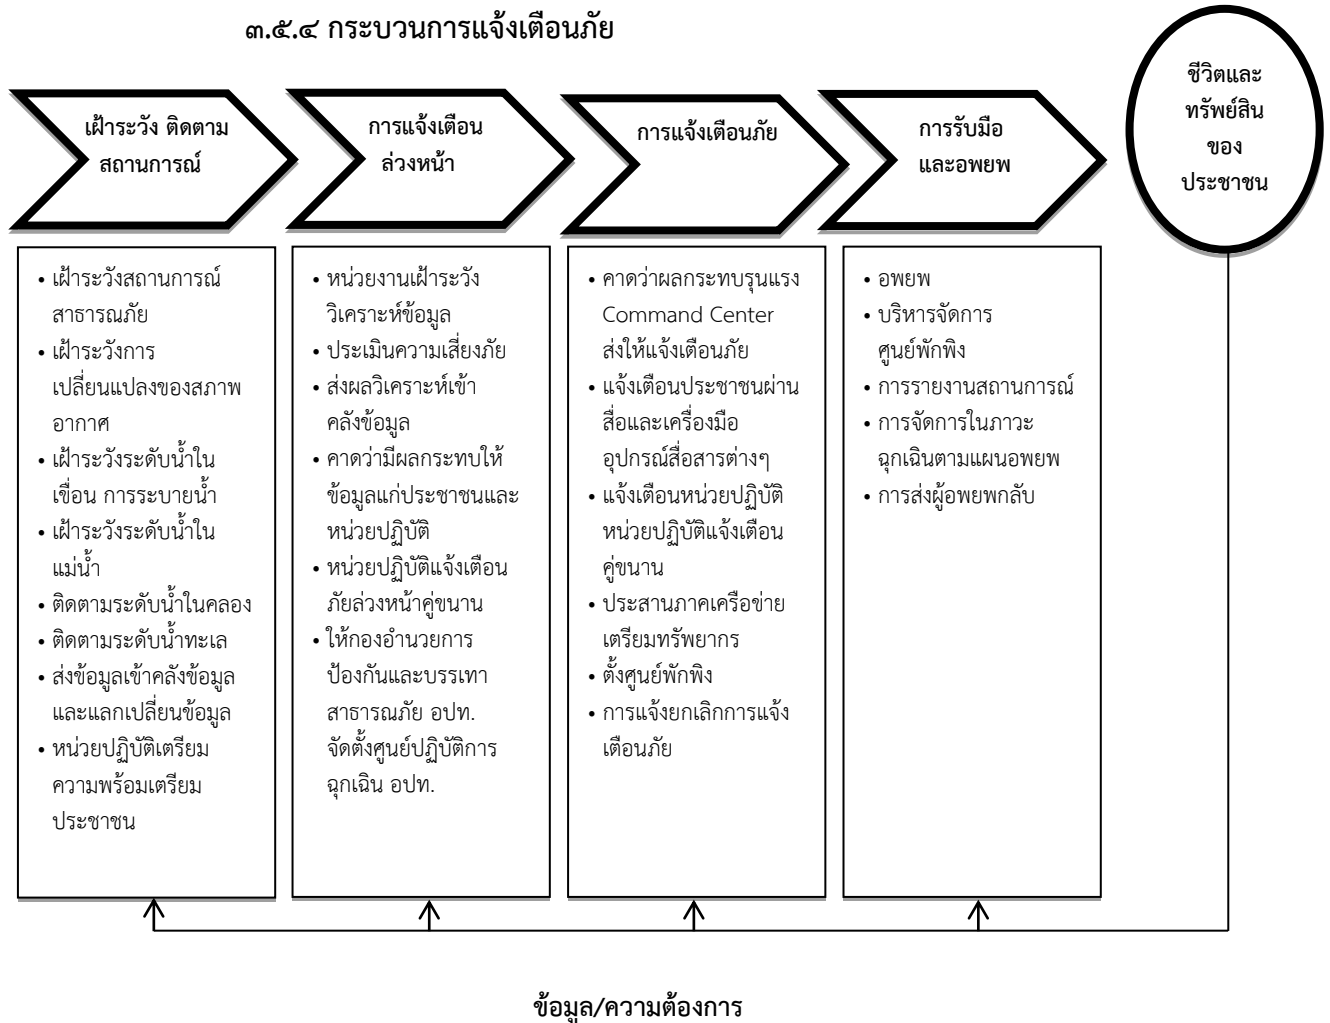 ๓.๕.๔ กระบวนการแจ้งเตือนภัย
เฝ้าระวัง ติดตาม
สถานการณ์
การแจ้งเตือน
ล่วงหน้า
การแจ้งเตือนภัย
การรับมือ
และอพยพ
ชีวิตและ
ทรัพย์สิน
ของ
ประชาชน
• เฝ้าระวังสถานการณ์
สาธารณภัย
• เฝ้าระวังการ
เปลี่ยนแปลงของสภาพ
อากาศ
• เฝ้าระวังระดับน้ำใน
เขื่อน การระบายน้ำ
• เฝ้าระวังระดับน้ำใน
แม่น้ำ
• ติดตามระดับน้ำในคลอง
• ติดตามระดับน้ำทะเล
• ส่งข้อมูลเข้าคลังข้อมูล
และแลกเปลี่ยนข้อมูล
• หน่วยปฏิบัติเตรียม
ความพร้อมเตรียม
ประชาชน
• หน่วยงานเฝ้าระวัง
วิเคราะห์ข้อมูล
• ประเมินความเสี่ยงภัย
• ส่งผลวิเคราะห์เข้า
คลังข้อมูล
• คาดว่ามีผลกระทบให้
ข้อมูลแก่ประชาชนและ
หน่วยปฏิบัติ
• หน่วยปฏิบัติแจ้งเตือน
ภัยล่วงหน้าคู่ขนาน
• ให้กองอำนวยการ
ป้องกันและบรรเทา
สาธารณภัย อปท.
จัดตั้งศูนย์ปฏิบัติการ
ฉุกเฉิน อปท.
• คาดว่าผลกระทบรุนแรง
Command Center
ส่งให้แจ้งเตือนภัย
• แจ้งเตือนประชาชนผ่าน
สื่อและเครื่องมือ
อุปกรณ์สื่อสารต่างๆ
• แจ้งเตือนหน่วยปฏิบัติ
หน่วยปฏิบัติแจ้งเตือน
คู่ขนาน
• ประสานภาคเครือข่าย
เตรียมทรัพยากร
• ตั้งศูนย์พักพิง
• การแจ้งยกเลิกการแจ้ง
เตือนภัย
• อพยพ
• บริหารจัดการ
ศูนย์พักพิง
• การรายงานสถานการณ์
• การจัดการในภาวะ
ฉุกเฉินตามแผนอพยพ
• การส่งผู้อพยพกลับ
ข้อมูล/ความต้องการ